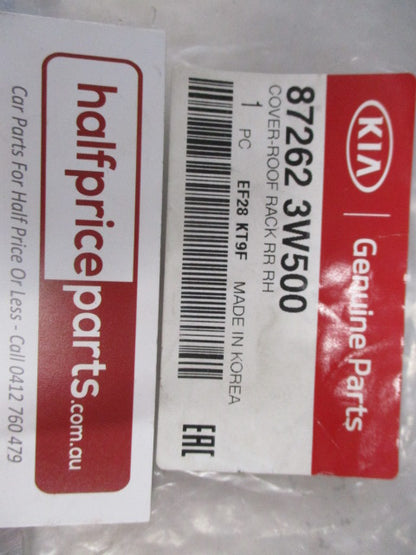 KIA
Genuine Parts
87262 3W500
COVER-ROOF RACK RR RH
1 PC EF28 KT9F MADE IN KOREA
EAC
halfpriceparts.com.au
Car Parts For Half Price Or Less - Call 0412 760 479